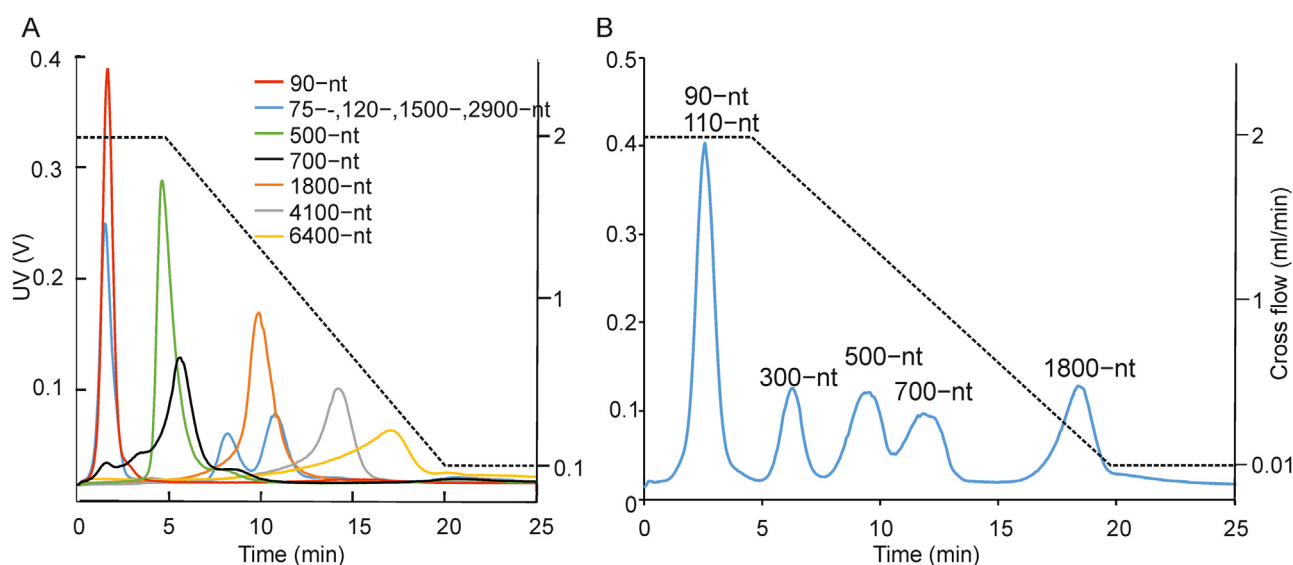 A
0.4
0.3
0.2
0.1
UV (V)
90-nt
75--,120-,1500-,2900-nt
500-nt
700-nt
1800-nt
4100-nt
6400-nt
2
1
0.1
0
5
10
15
20
25
Time (min)
B
0.5
0.4
0.3
0.2
0.1
0
90-nt
110-nt
300-nt
500-nt
700-nt
1800-nt
2
1
0.01
Cross flow (ml/min)
0
5
10
15
20
25
Time (min)